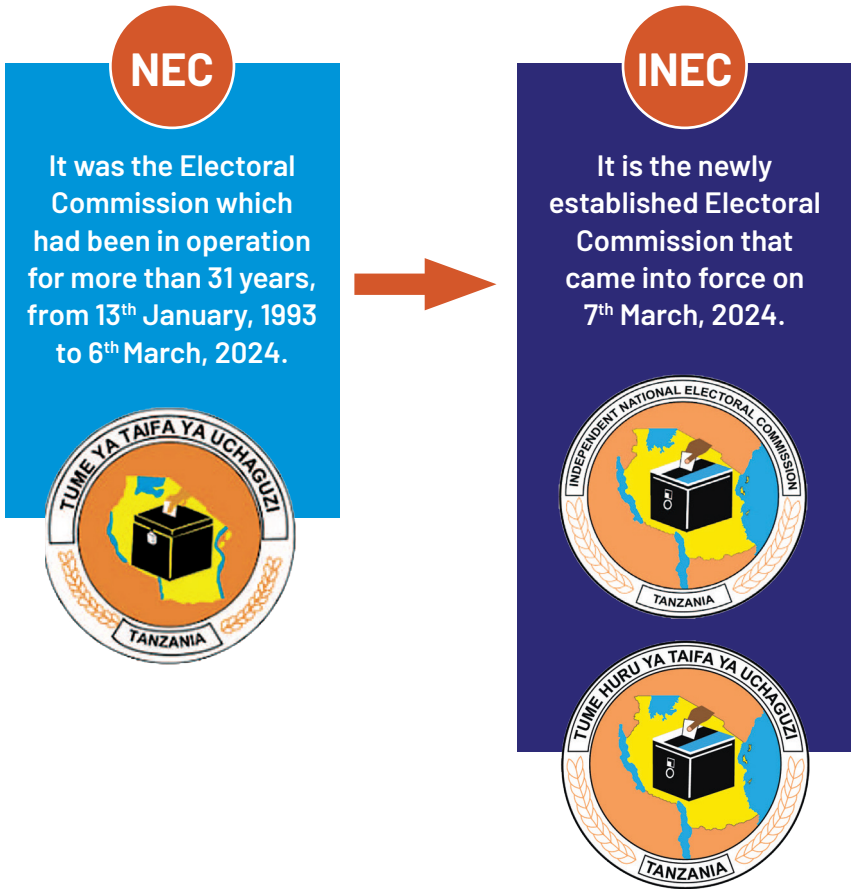 NEC
It was the Electoral
Commission which
had been in operation
for more than 31 years,
from 13th January, 1993
to 6th March, 2024.
TUME YA TAIFA YA UCHAGUZI
TANZANIA
INEC
It is the newly
established Electoral
Commission that
came into force on
7th March, 2024.
INDEPENDENT NATIONAL ELECTORAL COMMISSION
TANZANIA
TUME HURU YA TAIFA YA UCHAGUZI
TANZANIA